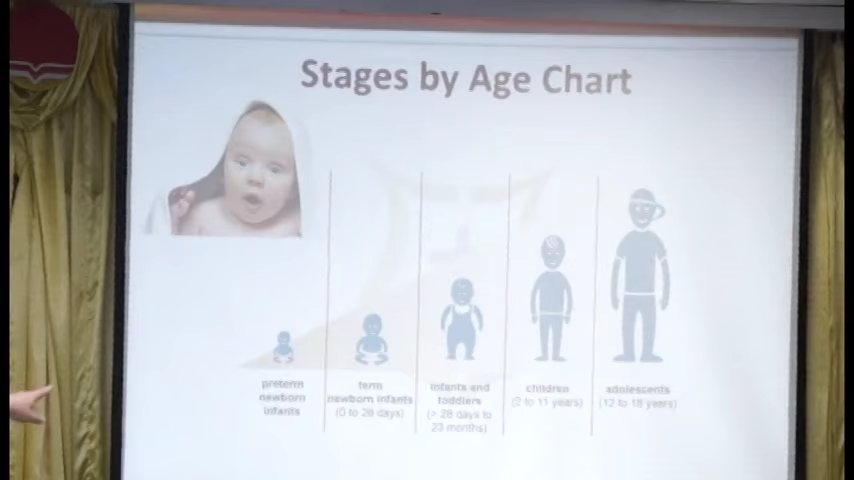 Stages by Age Chart
preterm
newborn
infants
term
newborn infants
(0 to 28 days)
infants and
toddlers
(> 28 days to
23 months)
children
(2 to 11 years)
adolescents
(12 to 18 years)